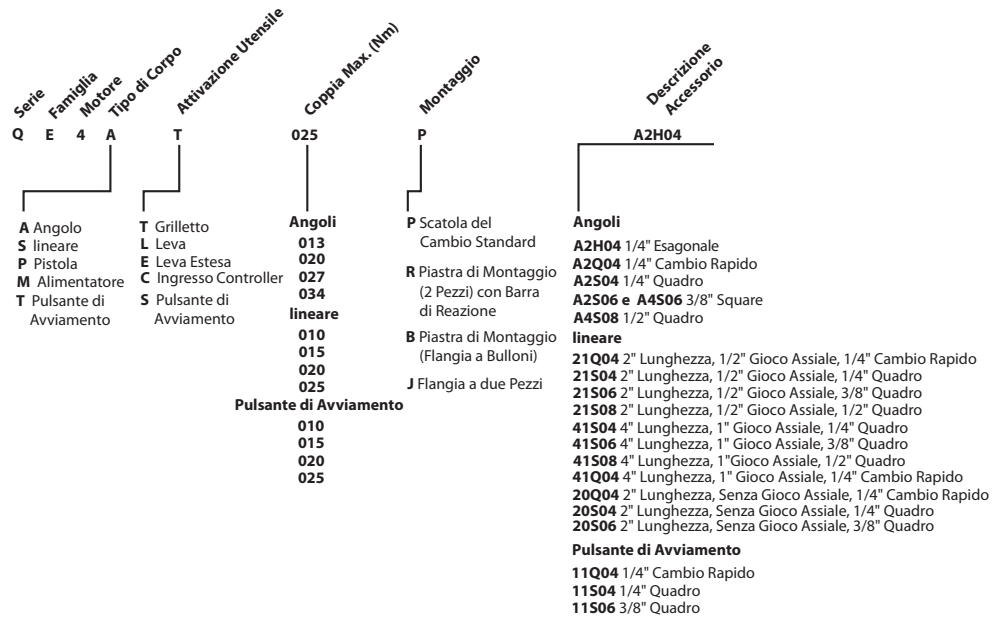 Serie
Famiglia
Motore
Tipo di Corpo
Attivazione Utensile
Coppia Max. (Nm)
Montaggio
Descrizione
Accessorio
Q E 4 A T 025 P A2H04
A Angolo
S lineare
P Pistola
M Alimentatore
T Pulsante di
Avviamento
T Grilletto
L Leva
E Leva Estesa
C Ingresso Controller
S Pulsante di
Avviamento
Angoli
013
020
027
034
lineare
010
015
020
025
Pulsante di Avviamento
010
015
020
025
P Scatola del
Cambio Standard
R Piastra di Montaggio
(2 Pezzi) con Barra
di Reazione
B Piastra di Montaggio
(Flangia a Bulloni)
J Flangia a due Pezzi
Angoli
A2H04 1/4" Esagonale
A2Q04 1/4" Cambio Rapido
A2S04 1/4" Quadro
A2S06 e A4S06 3/8" Square
A4S08 1/2" Quadro
lineare
21Q04 2" Lunghezza, 1/2" Gioco Assiale, 1/4" Cambio Rapido
21S04 2" Lunghezza, 1/2" Gioco Assiale, 1/4" Quadro
21S06 2" Lunghezza, 1/2" Gioco Assiale, 3/8" Quadro
21S08 2" Lunghezza, 1/2" Gioco Assiale, 1/2" Quadro
41S04 4" Lunghezza, 1" Gioco Assiale, 1/4" Quadro
41S06 4" Lunghezza, 1" Gioco Assiale, 3/8" Quadro
41S08 4" Lunghezza, 1"Gioco Assiale, 1/2" Quadro
41Q04 4" Lunghezza, 1" Gioco Assiale, 1/4" Cambio Rapido
20Q04 2" Lunghezza, Senza Gioco Assiale, 1/4" Cambio Rapido
20S04 2" Lunghezza, Senza Gioco Assiale, 1/4" Quadro
20S06 2" Lunghezza, Senza Gioco Assiale, 3/8" Quadro
Pulsante di Avviamento
11Q04 1/4" Cambio Rapido
11S04 1/4" Quadro
11S06 3/8" Quadro